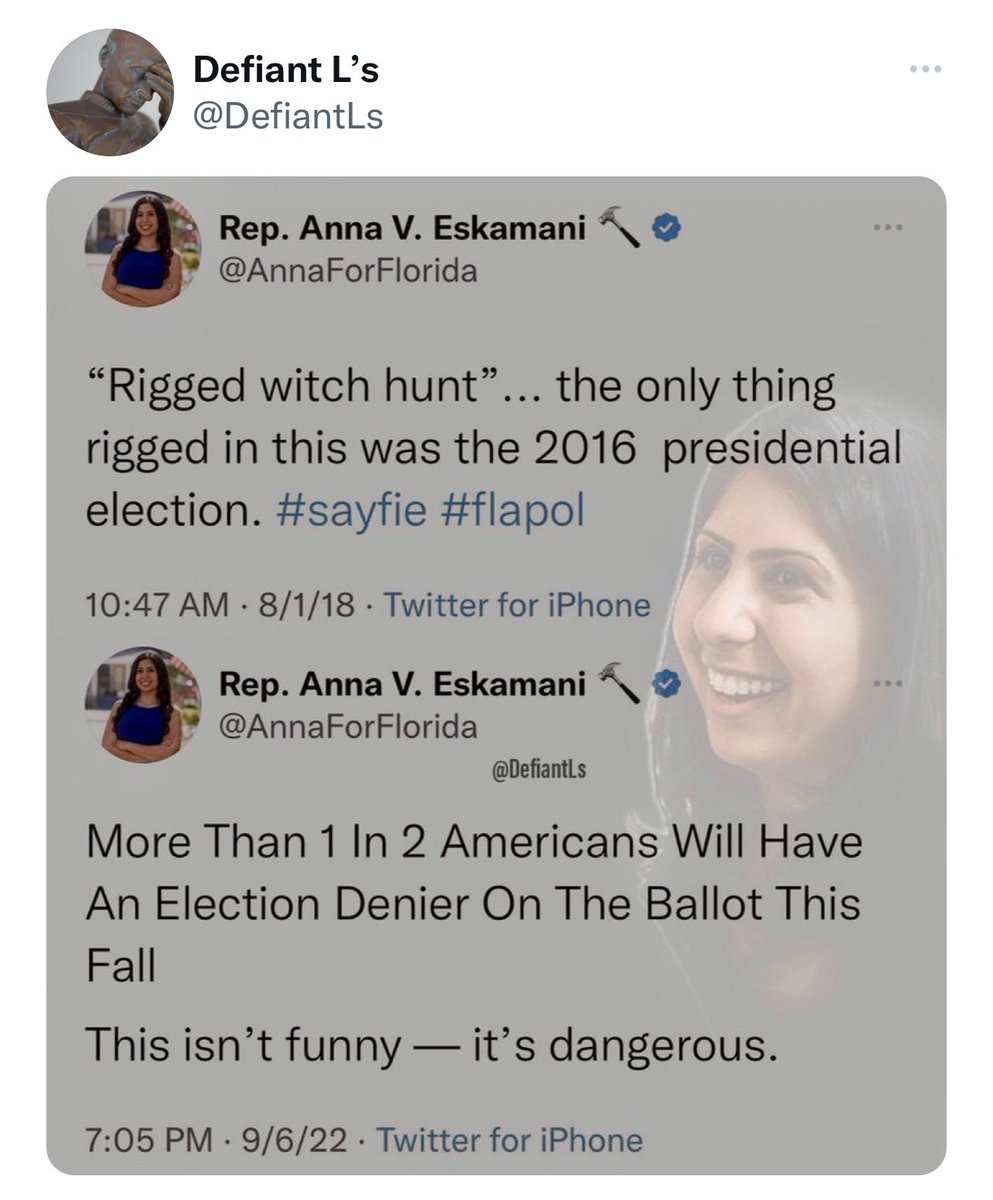 Defiant L’s
@DefiantLs
Rep. Anna V. Eskamani 🔨
@AnnaForFlorida
“Rigged witch hunt”... the only thing
rigged in this was the 2016  presidential
election. #sayfie #flapol
10:47 AM · 8/1/18 · Twitter for iPhone
Rep. Anna V. Eskamani 🔨
@AnnaForFlorida
@DefiantLs
More Than 1 In 2 Americans Will Have
An Election Denier On The Ballot This
Fall
This isn’t funny — it’s dangerous.
7:05 PM · 9/6/22 · Twitter for iPhone